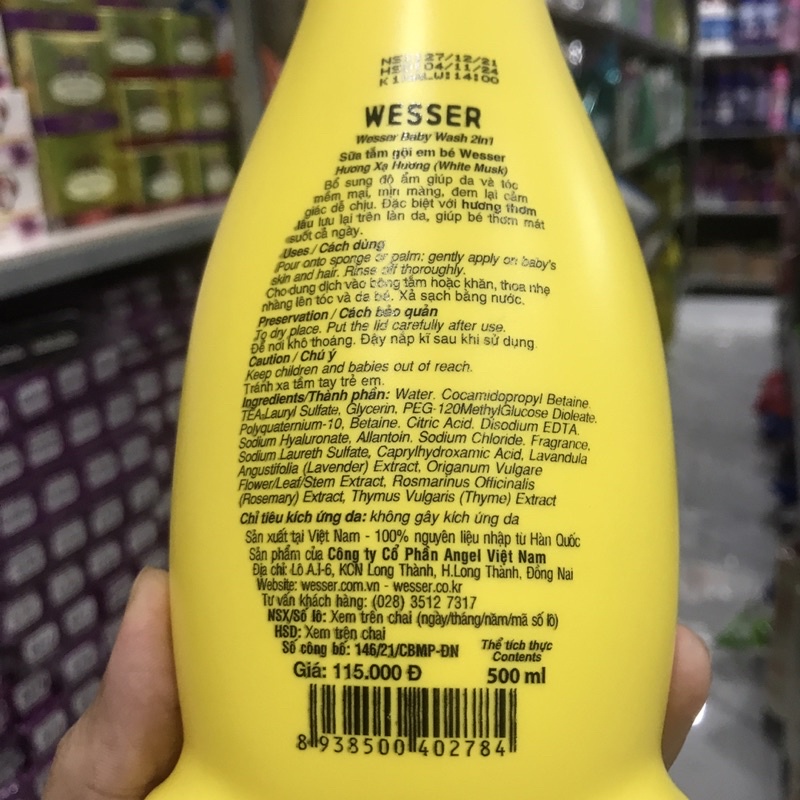 NSX 27/12/21
HSD 04/11/24
14:00
WESSER
Wesser Baby Wash 2in1
Sữa tắm gội em bé Wesser
Hương Xạ Hương (White Musk)
Bổ sung độ ẩm giúp da và tóc
mềm mại, mịn màng, đem lại cảm
giác dễ chịu. Đặc biệt với hương thơm
lâu lưu lại trên làn da, giúp bé thơm mát
suốt cả ngày.
Uses / Cách dùng
Pour onto sponge or palm; gently apply on baby's
skin and hair. Rinse off thoroughly.
Cho dung dịch vào bông tắm hoặc khăn, thoa nhẹ
nhàng lên tóc và da bé. Xả sạch bằng nước.
Preservation / Cách bảo quản
To dry place. Put the lid carefully after use.
Để nơi khô thoáng. Đậy nắp kĩ sau khi sử dụng.
Caution / Chú ý
Keep children and babies out of reach.
Tránh xa tầm tay trẻ em.
Ingredients/Thành phần: Water. Cocamidopropyl Betaine.
TEA-Lauryl Sulfate, Glycerin, PEG-120MethylGlucose Dioleate.
Polyquaternium-10, Betaine. Citric Acid. Disodium EDTA.
Sodium Hyaluronate, Allantoin. Sodium Chloride. Fragrance,
Sodium Laureth Sulfate, Caprylhydroxamic Acid, Lavandula
Angustifolia (Lavender) Extract, Origanum Vulgare
Flower/Leaf/Stem Extract, Rosmarinus Officinalis
(Rosemary) Extract, Thymus Vulgaris (Thyme) Extract
Chỉ tiêu kích ứng da: không gây kích ứng da
Sản xuất tại Việt Nam - 100% nguyên liệu nhập từ Hàn Quốc
Sản phẩm của Công ty Cổ Phần Angel Việt Nam
Địa chỉ: Lô A.I-6, KCN Long Thành, H.Long Thành, Đồng Nai
Website: wesser.com.vn - wesser.co.kr
Tư vấn khách hàng: (028) 3512 7317
NSX/Số lô: Xem trên chai (ngày/tháng/năm/mã số lô)
HSD: Xem trên chai
Số công bố: 146/21/CBMP-ĐN
Thể tích thực
Contents
Giá: 115.000 Đ
500 ml
8 938500 402784